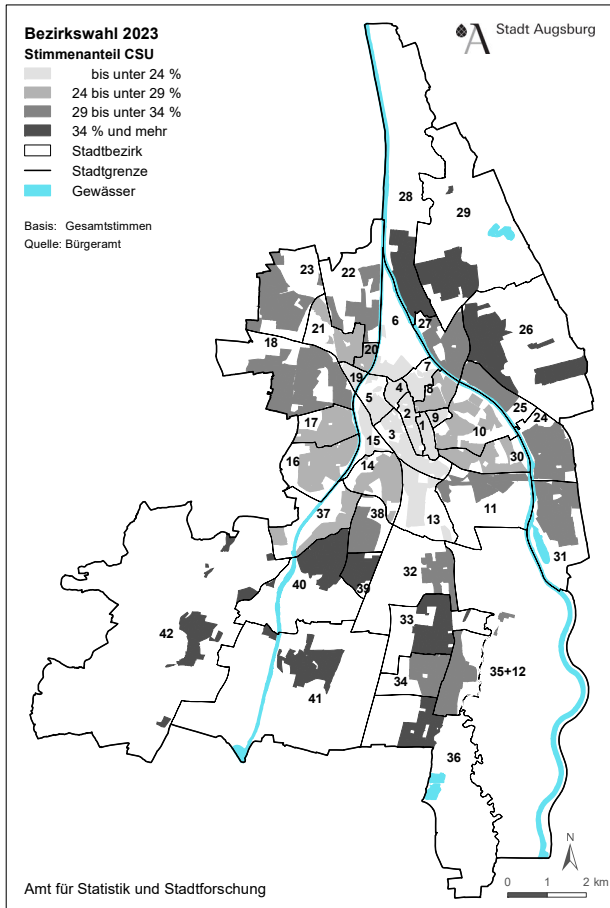 Bezirkswahl 2023
Stimmenanteil CSU
bis unter 24 %
24 bis unter 29 %
29 bis unter 34 %
34 % und mehr
Stadtbezirk
Stadtgrenze
Gewässer
Basis: Gesamtstimmen
Quelle: Bürgeramt
Stadt Augsburg
28
29
23
22
6
27
26
21
18
20
19
7
4
8
5
2
25
24
17
9
1
10
3
15
16
14
30
37
38
13
11
31
32
40
39
33
42
35+12
34
41
36
N
0 1 2 km
Amt für Statistik und Stadtforschung